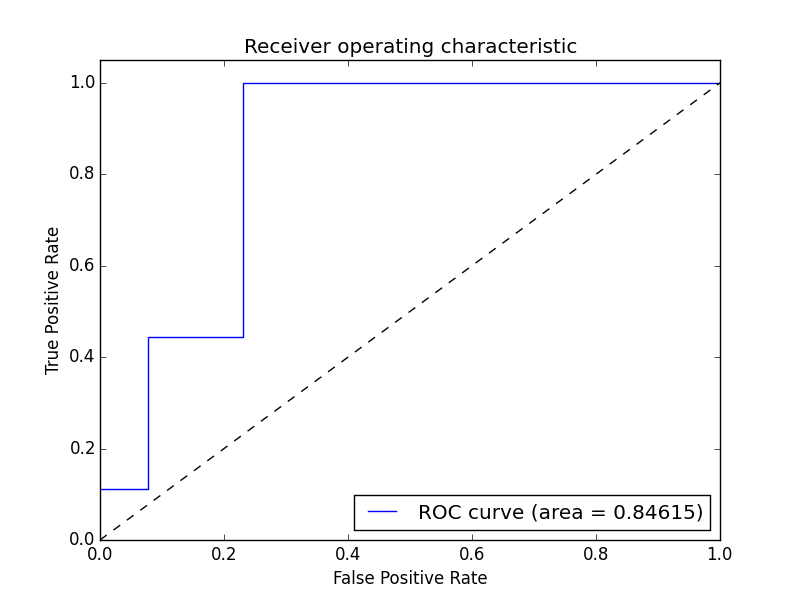 Receiver operating characteristic
1.0
0.8
0.6
0.4
0.2
0.0
True Positive Rate
ROC curve (area = 0.84615)
0.0 0.2 0.4 0.6 0.8 1.0
False Positive Rate